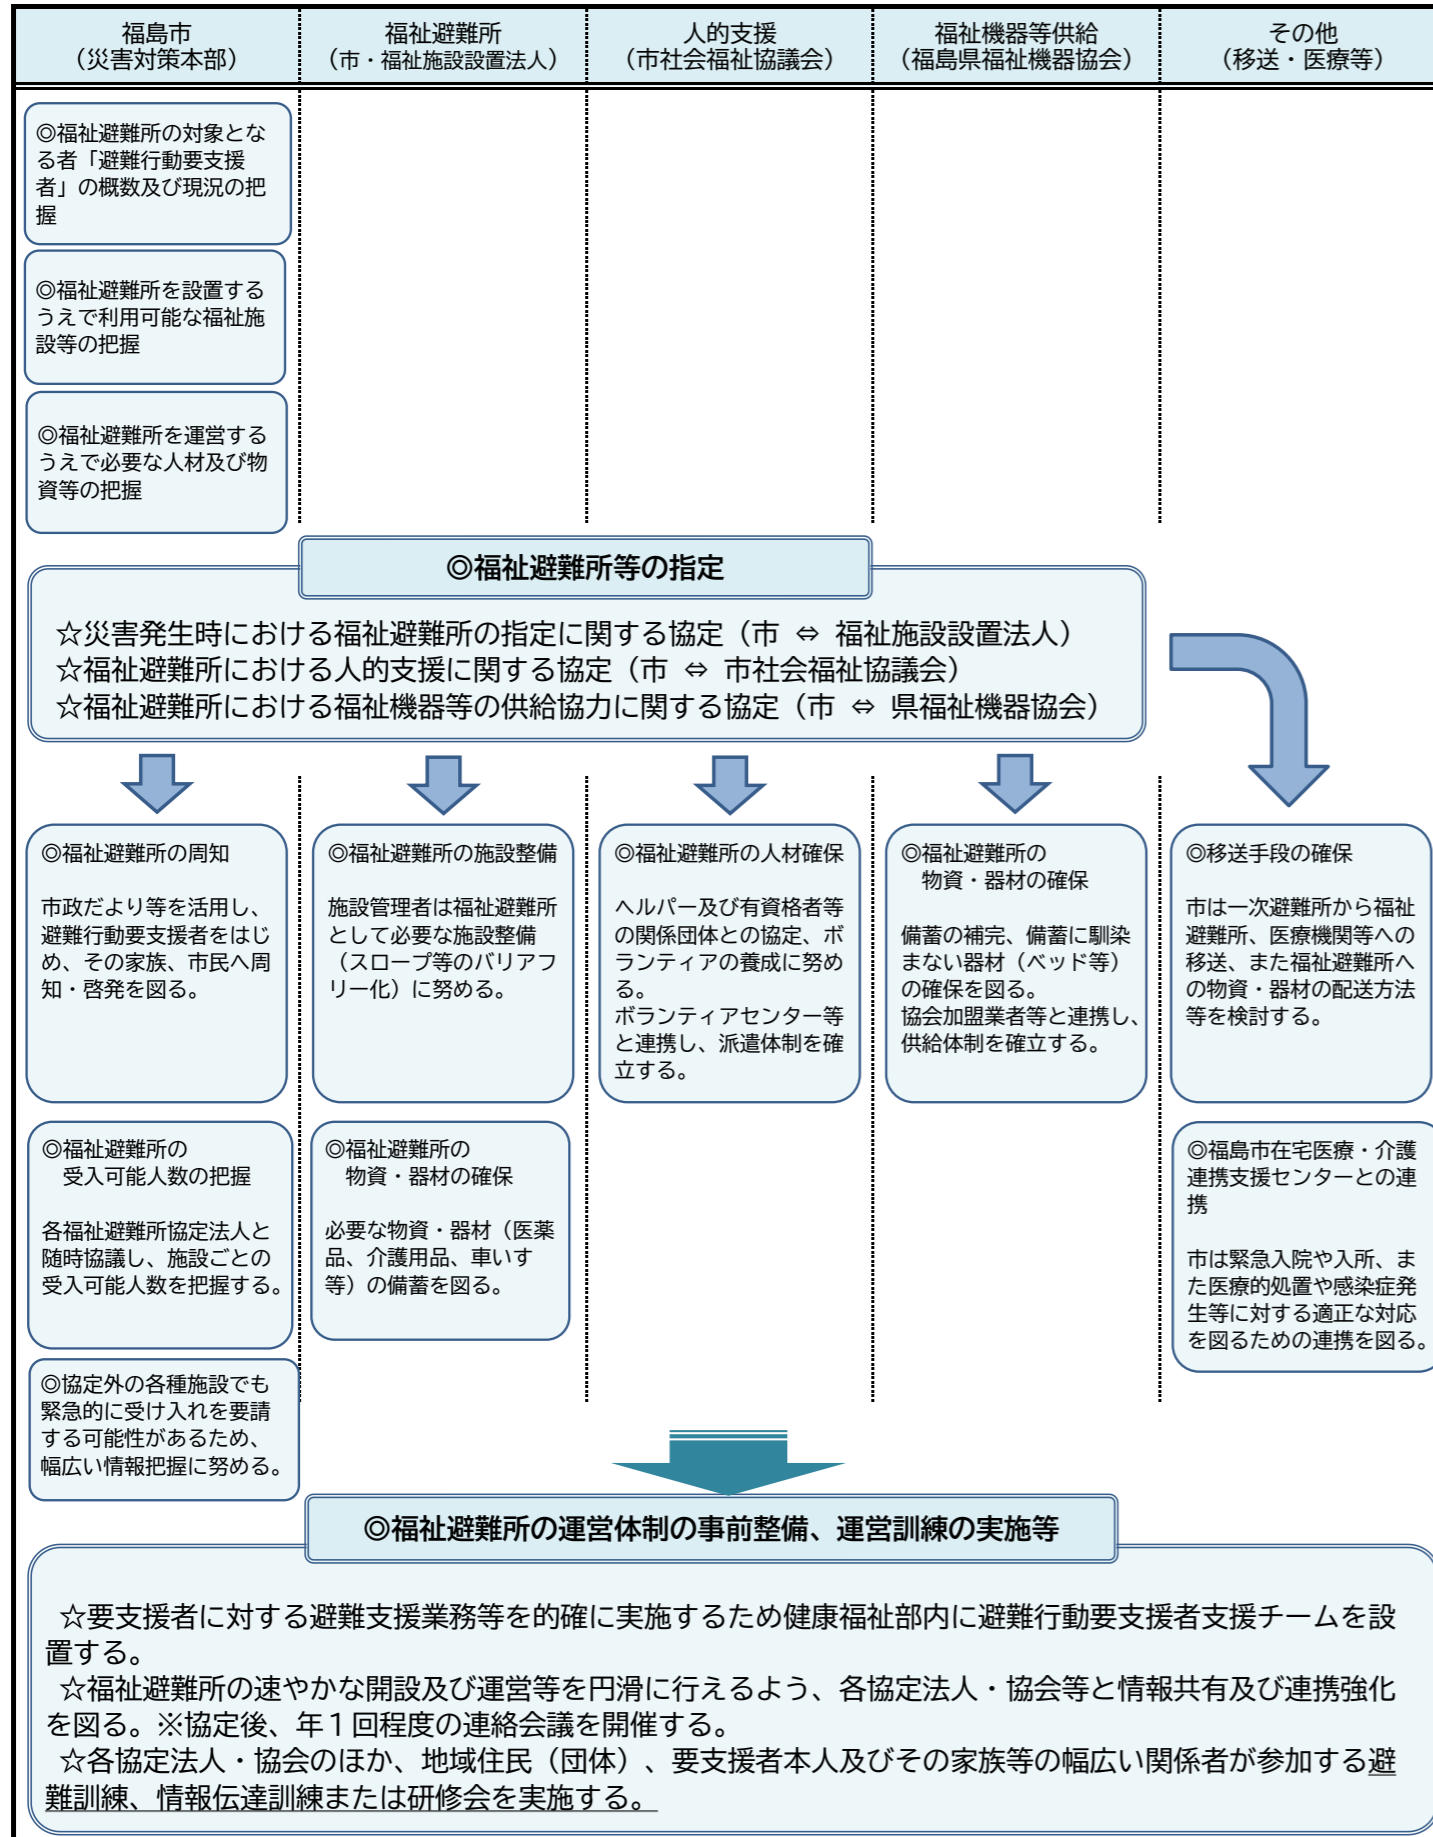 福島市
（災害対策本部）
福祉避難所
（市・福祉施設設置法人）
人的支援
（市社会福祉協議会）
福祉機器等供給
（福島県福祉機器協会）
その他
（移送・医療等）
◎福祉避難所の対象とな
る者「避難行動要支援
者」の概数及び現況の把
握
◎福祉避難所を設置する
うえで利用可能な福祉施
設等の把握
◎福祉避難所を運営する
うえで必要な人材及び物
資等の把握
◎福祉避難所等の指定
☆災害発生時における福祉避難所の指定に関する協定（市 ⇔ 福祉施設設置法人）
☆福祉避難所における人的支援に関する協定（市 ⇔ 市社会福祉協議会）
☆福祉避難所における福祉機器等の供給協力に関する協定（市 ⇔ 県福祉機器協会）
◎福祉避難所の周知
市政だより等を活用し、
避難行動要支援者をはじ
め、その家族、市民へ周
知・啓発を図る。
◎福祉避難所の施設整備
施設管理者は福祉避難所
として必要な施設整備
（スロープ等のバリアフ
リー化）に努める。
◎福祉避難所の人材確保
ヘルパー及び有資格者等
の関係団体との協定、ボ
ランティアの養成に努め
る。
ボランティアセンター等
と連携し、派遣体制を確
立する。
◎福祉避難所の
物資・器材の確保
備蓄の補完、備蓄に馴染
まない器材（ベッド等）
の確保を図る。
協会加盟業者等と連携し、
供給体制を確立する。
◎移送手段の確保
市は一次避難所から福祉
避難所、医療機関等への
移送、また福祉避難所へ
の物資・器材の配送方法
等を検討する。
◎福祉避難所の
受入可能人数の把握
各福祉避難所協定法人と
随時協議し、施設ごとの
受入可能人数を把握する。
◎福祉避難所の
物資・器材の確保
必要な物資・器材（医薬
品、介護用品、車いす
等）の備蓄を図る。
◎福島市在宅医療・介護
連携支援センターとの連
携
市は緊急入院や入所、ま
た医療的処置や感染症発
生等に対する適正な対応
を図るための連携を図る。
◎協定外の各種施設でも
緊急的に受け入れを要請
する可能性があるため、
幅広い情報把握に努める。
◎福祉避難所の運営体制の事前整備、運営訓練の実施等
☆要支援者に対する避難支援業務等を的確に実施するため健康福祉部内に避難行動要支援者支援チームを設
置する。
☆福祉避難所の速やかな開設及び運営等を円滑に行えるよう、各協定法人・協会等と情報共有及び連携強化
を図る。※協定後、年１回程度の連絡会議を開催する。
☆各協定法人・協会のほか、地域住民（団体）、要支援者本人及びその家族等の幅広い関係者が参加する避
難訓練、情報伝達訓練または研修会を実施する。